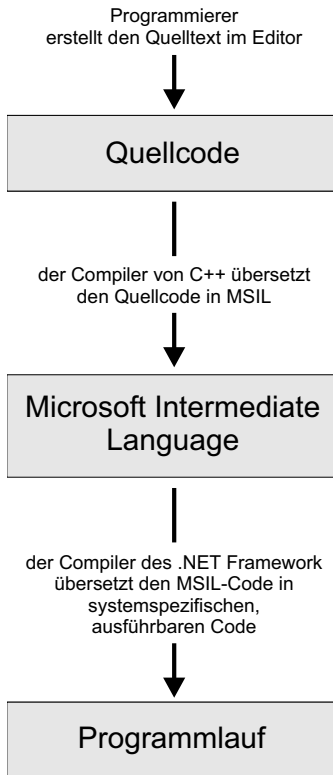 Programmierer
erstellt den Quelltext im Editor
Quellcode
der Compiler von C++ übersetzt
den Quellcode in MSIL
Microsoft Intermediate
Language
der Compiler des .NET Framework
übersetzt den MSIL-Code in
systemspezifischen,
ausführbaren Code
Programmlauf